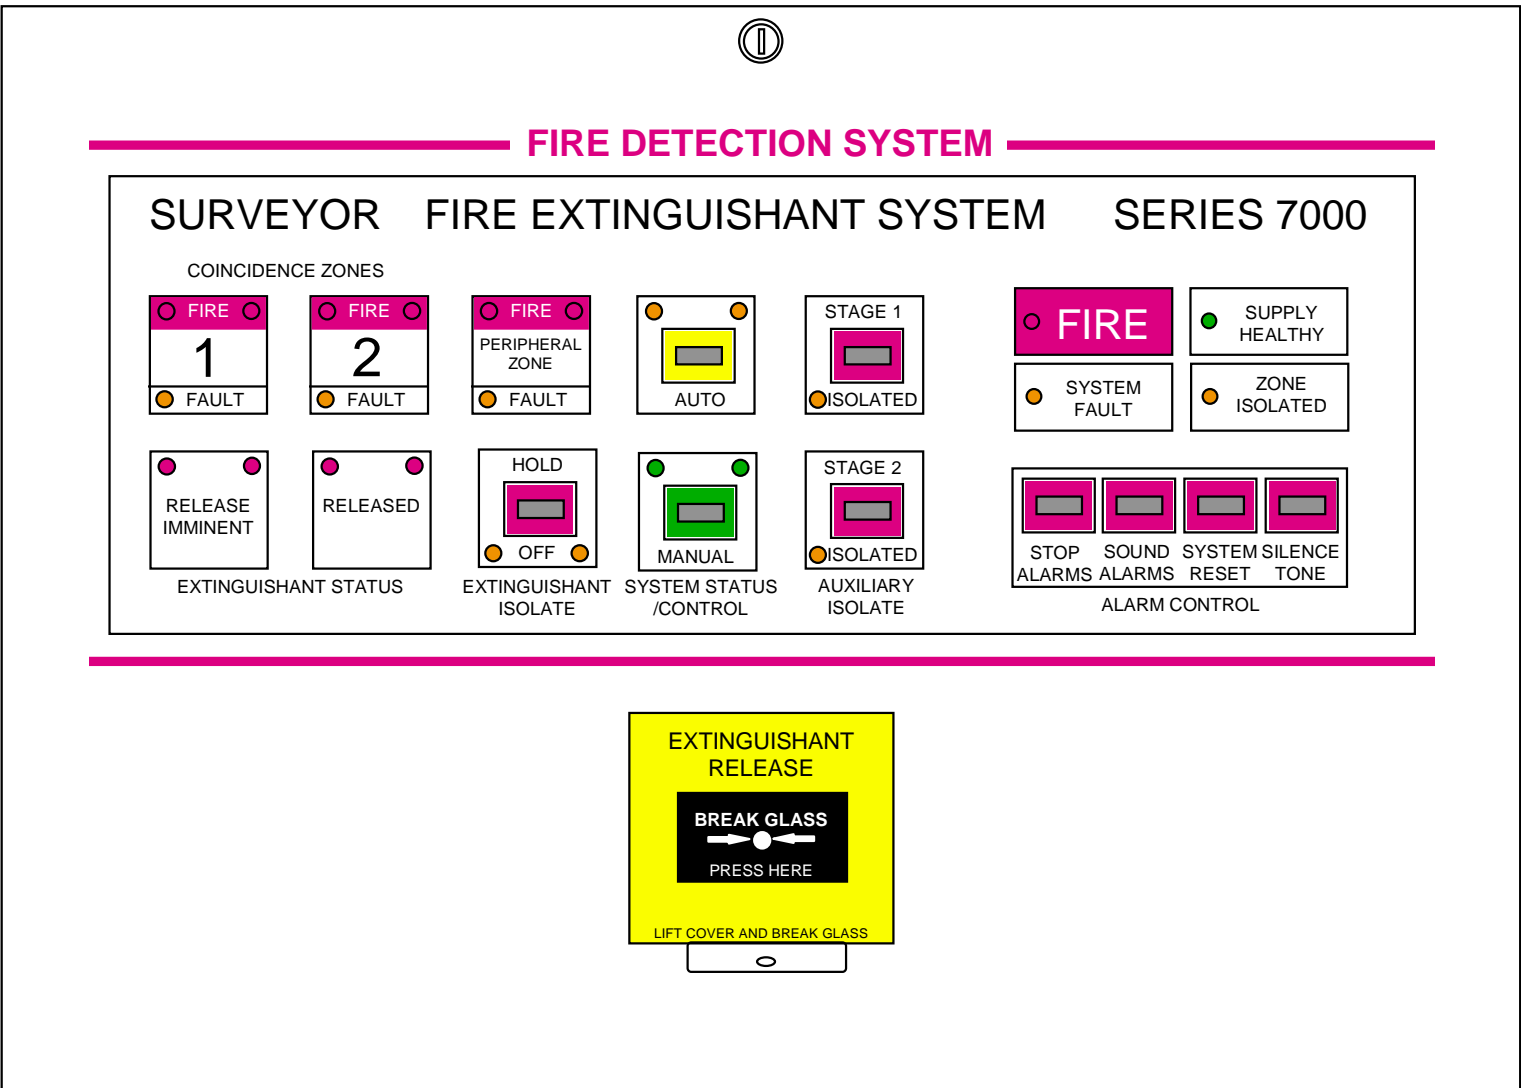 FIRE DETECTION SYSTEM
SURVEYOR FIRE EXTINGUISHANT SYSTEM SERIES 7000
COINCIDENCE ZONES
FIRE
1
FAULT
FIRE
2
FAULT
FIRE
PERIPHERAL
ZONE
FAULT
AUTO
STAGE 1
ISOLATED
FIRE
SUPPLY
HEALTHY
SYSTEM
FAULT
ZONE
ISOLATED
RELEASE
IMMINENT
RELEASED
EXTINGUISHANT STATUS
HOLD
OFF
EXTINGUISHANT
ISOLATE
MANUAL
SYSTEM STATUS
/CONTROL
STAGE 2
ISOLATED
AUXILIARY
ISOLATE
STOP
ALARMS
SOUND
ALARMS
SYSTEM
RESET
SILENCE
TONE
ALARM CONTROL
EXTINGUISHANT
RELEASE
BREAK GLASS
PRESS HERE
LIFT COVER AND BREAK GLASS